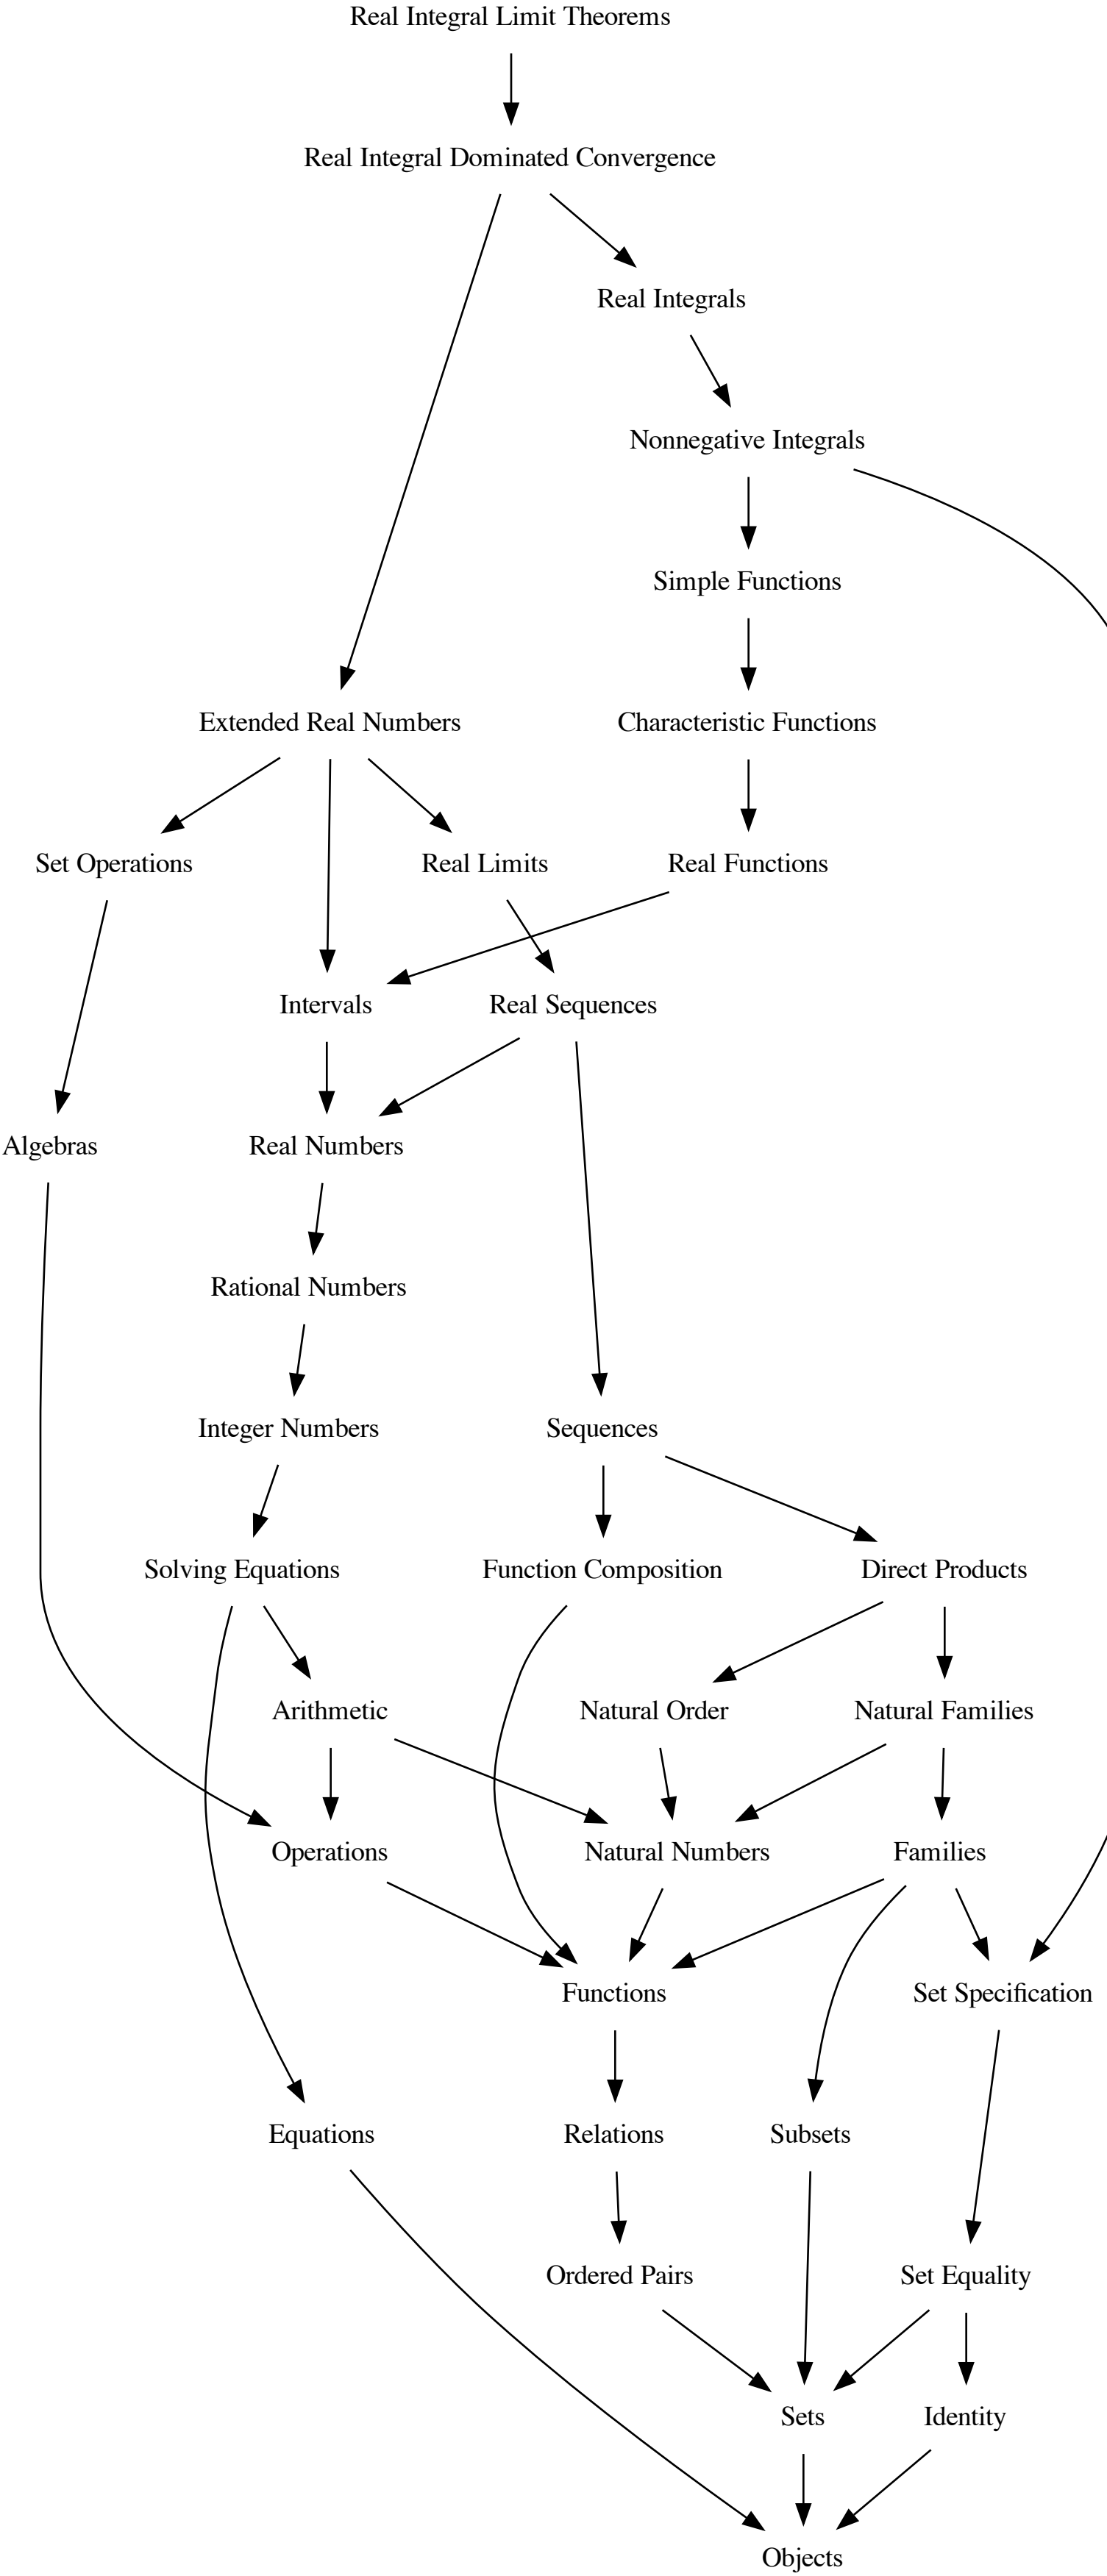 Real Integral Limit Theorems
Real Integral Dominated Convergence
Real Integrals
Nonnegative Integrals
Simple Functions
Extended Real Numbers
Characteristic Functions
Set Operations
Real Limits
Real Functions
Intervals
Real Sequences
Algebras
Real Numbers
Rational Numbers
Integer Numbers
Sequences
Solving Equations
Function Composition
Direct Products
Arithmetic
Natural Order
Natural Families
Operations
Natural Numbers
Families
Functions
Set Specification
Equations
Relations
Subsets
Ordered Pairs
Set Equality
Sets
Identity
Objects